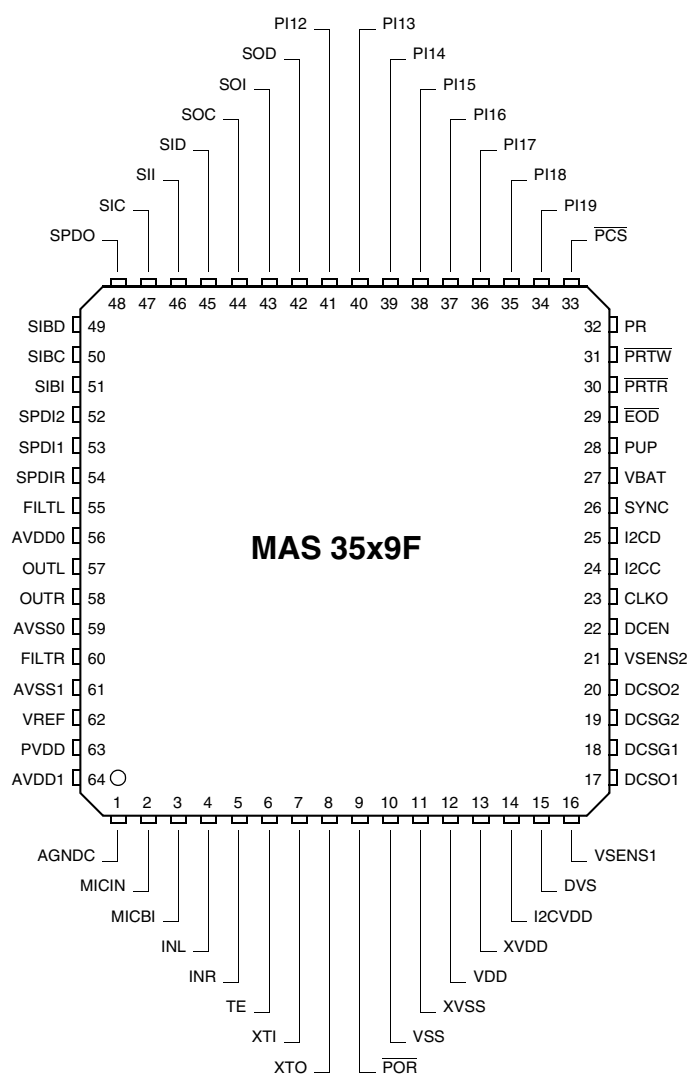 PI12 PI13
SOD PI14
SOI PI15
SOC PI16
SID PI17
SII PI18
SIC PI19
SPDO PCS
48 47 46 45 44 43 42 41 40 39 38 37 36 35 34 33
SIBD 49 32 PR
SIBC 50 31 PRTW
SIBI 51 30 PRTR
SPDI2 52 29 EOD
SPDI1 53 28 PUP
SPDIR 54 27 VBAT
FILTL 55 26 SYNC
AVDD0 56 25 I2CD
MAS 35x9F
OUTL 57 24 I2CC
OUTR 58 23 CLKO
AVSS0 59 22 DCEN
FILTR 60 21 VSENS2
AVSS1 61 20 DCSO2
VREF 62 19 DCSG2
PVDD 63 18 DCSG1
AVDD1 64 17 DCSO1
1 2 3 4 5 6 7 8 9 10 11 12 13 14 15 16
AGNDC VSENS1
MICIN DVS
MICBI I2CVDD
INL XVDD
INR VDD
TE XVSS
XTI VSS
XTO POR